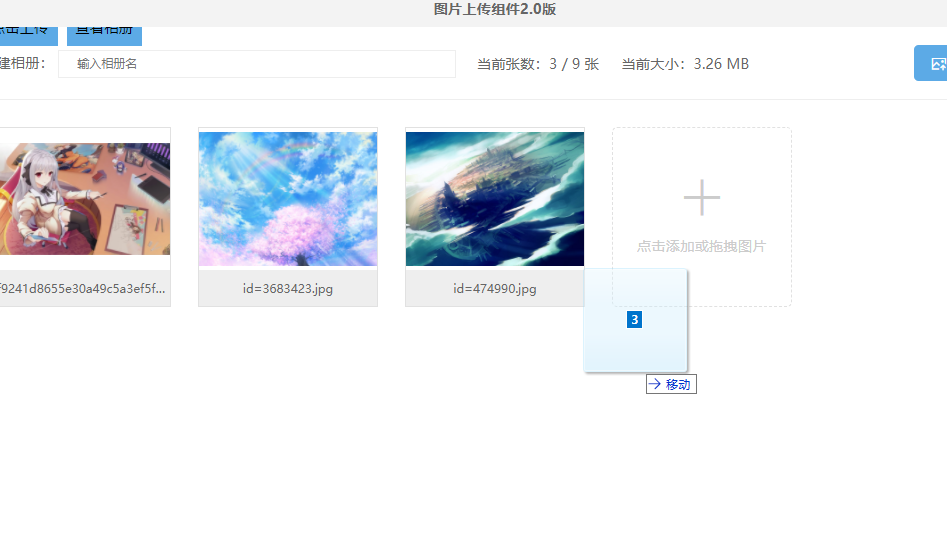 图片上传组件2.0版
点击上传 查看相册
建相册： 输入相册名 当前张数：3 / 9 张 当前大小：3.26 MB
点击添加或拖拽图片
f9241d8655e30a49c5a3ef5f... id=3683423.jpg id=474990.jpg
3
移动